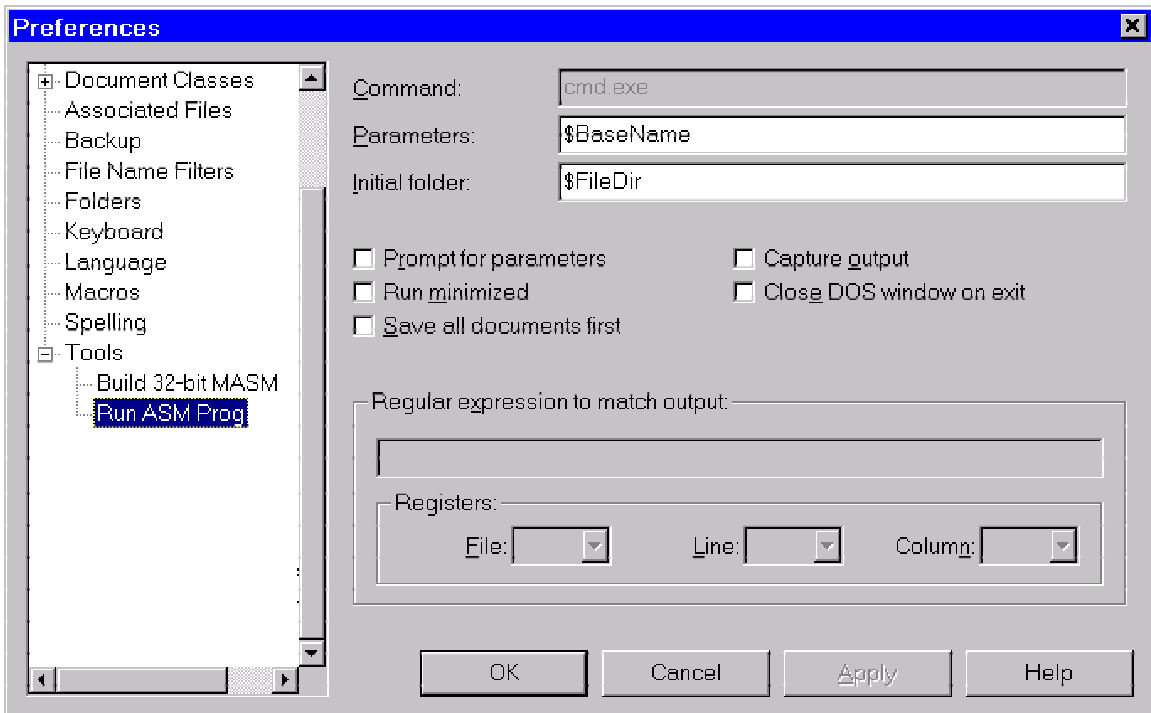 Preferences
Document Classes
Associated Files
Backup
File Name Filters
Folders
Keyboard
Language
Macros
Spelling
Tools
Build 32-bit MASM
Run ASM Prog
Command: cmd.exe
Parameters: $BaseName
Initial folder: $FileDir
Prompt for parameters Capture output
Run minimized Close DOS window on exit
Save all documents first
Regular expression to match output:
Registers:
File: Line: Column:
OK Cancel Apply Help